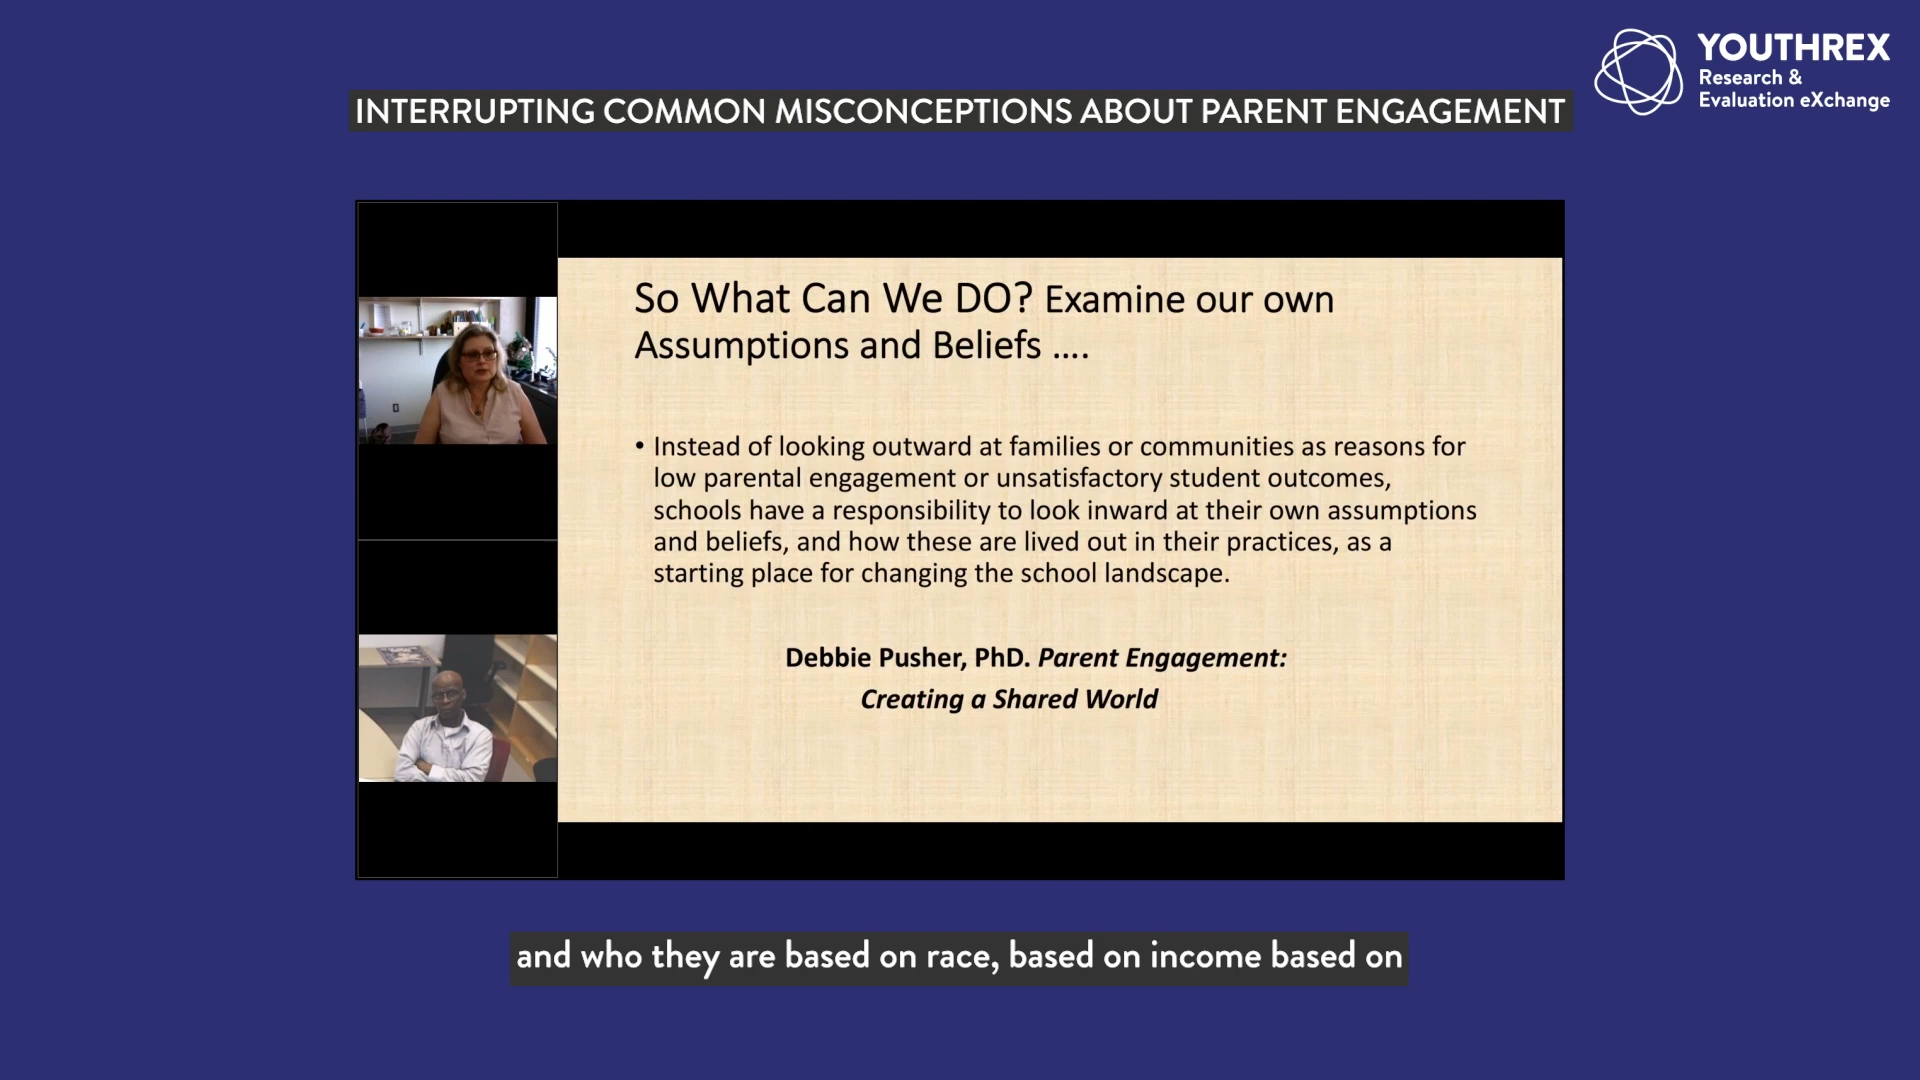 YOUTHREX
Research &
Evaluation eXchange
INTERRUPTING COMMON MISCONCEPTIONS ABOUT PARENT ENGAGEMENT
So What Can We DO? Examine our own
Assumptions and Beliefs ....
• Instead of looking outward at families or communities as reasons for
low parental engagement or unsatisfactory student outcomes,
schools have a responsibility to look inward at their own assumptions
and beliefs, and how these are lived out in their practices, as a
starting place for changing the school landscape.
Debbie Pusher, PhD. Parent Engagement:
Creating a Shared World
and who they are based on race, based on income based on